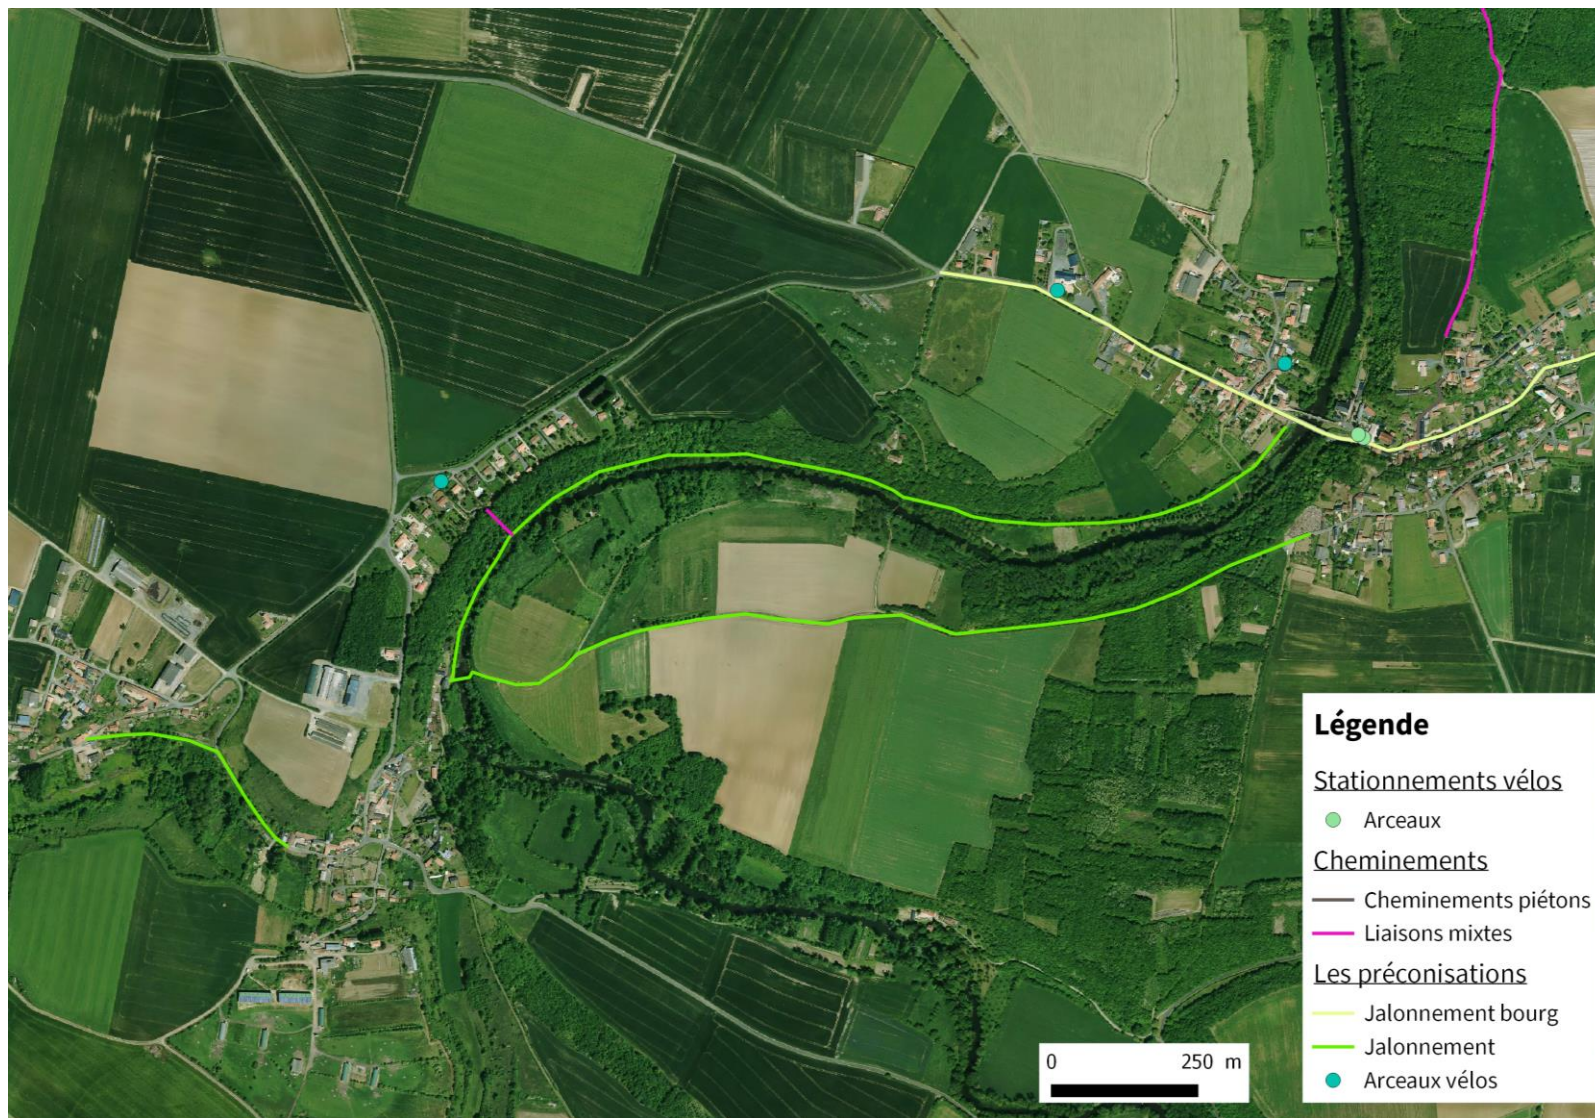 Légende
Stationnements vélos
Arceaux
Cheminements
Cheminements piétons
Liaisons mixtes
Les préconisations
Jalonnement bourg
Jalonnement
Arceaux vélos
0 250 m